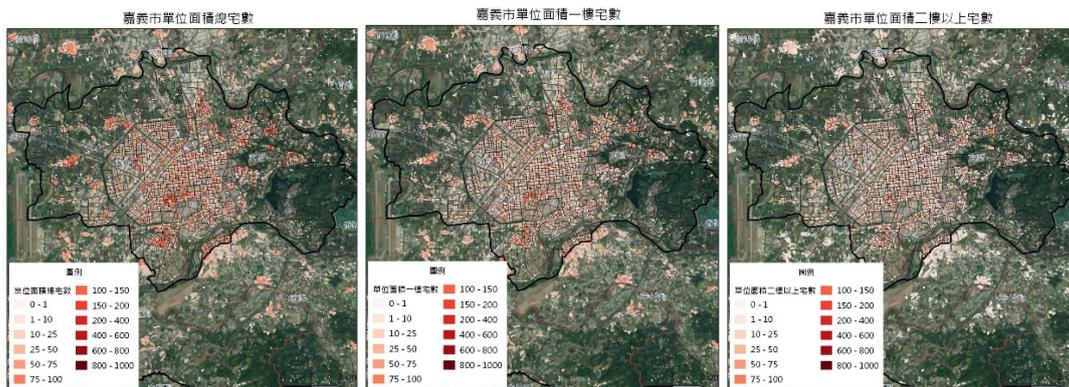 嘉義市單位面積總宅數
圖例
單位面積總宅數
0 - 1
1 - 10
10 - 25
25 - 50
50 - 75
75 - 100
100 - 150
150 - 200
200 - 400
400 - 600
600 - 800
800 - 1000
嘉義市單位面積一樓宅數
圖例
單位面積一樓宅數
0 - 1
1 - 10
10 - 25
25 - 50
50 - 75
75 - 100
100 - 150
150 - 200
200 - 400
400 - 600
600 - 800
800 - 1000
嘉義市單位面積二樓以上宅數
圖例
單位面積二樓以上宅數
0 - 1
1 - 10
10 - 25
25 - 50
50 - 75
75 - 100
100 - 150
150 - 200
200 - 400
400 - 600
600 - 800
800 - 1000